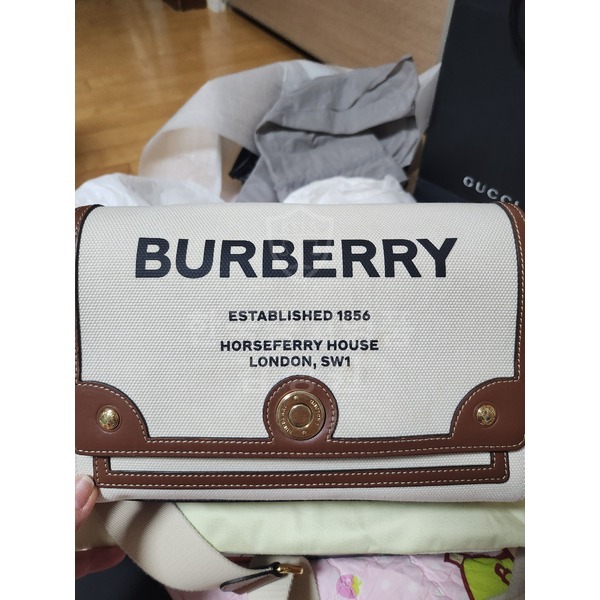 BURBERRY
ESTABLISHED 1856
HORSEFERRY HOUSE
LONDON, SW1
GUCCI